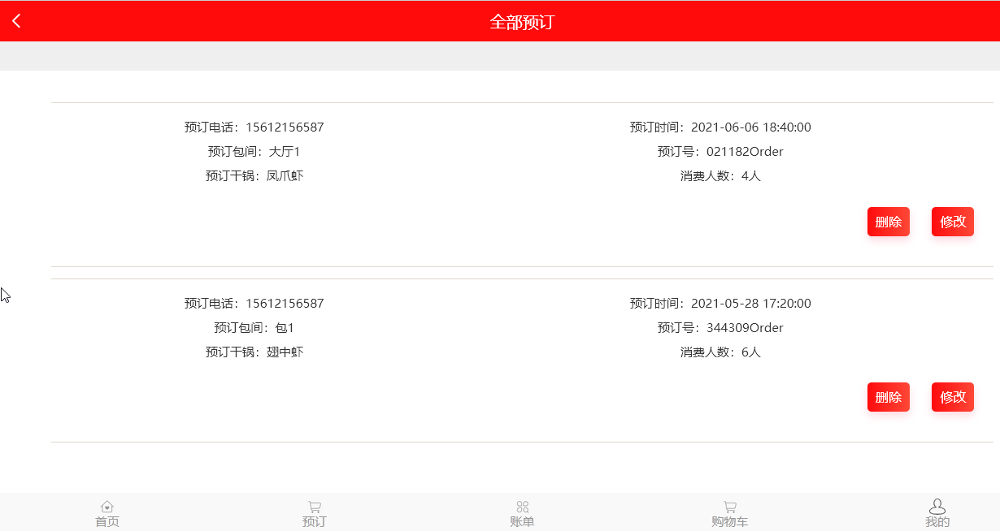 全部预订
预订电话：15612156587
预订时间：2021-06-06 18:40:00
预订包间：大厅1
预订号：021182Order
预订干锅：凤爪虾
消费人数：4人
删除
修改
预订电话：15612156587
预订时间：2021-05-28 17:20:00
预订包间：包1
预订号：344309Order
预订干锅：翅中虾
消费人数：6人
删除
修改
首页
预订
账单
购物车
我的